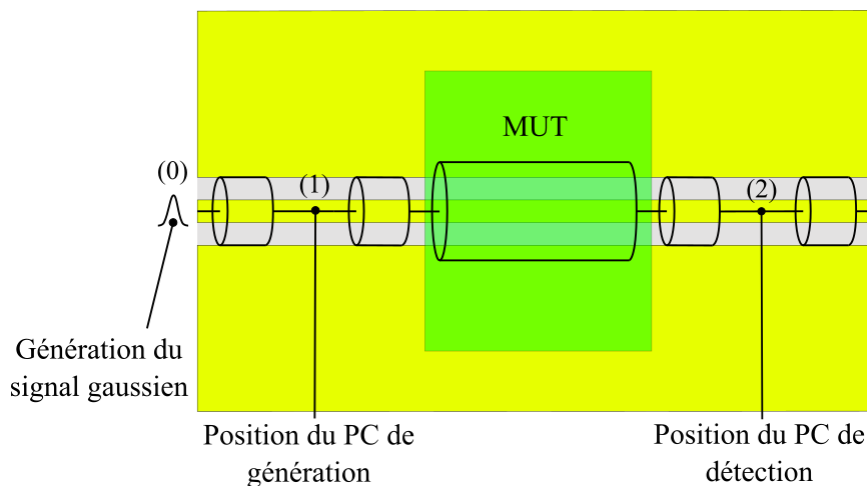 MUT
(0)
(1)
(2)
Génération du
signal gaussien
Position du PC de
génération
Position du PC de
détection